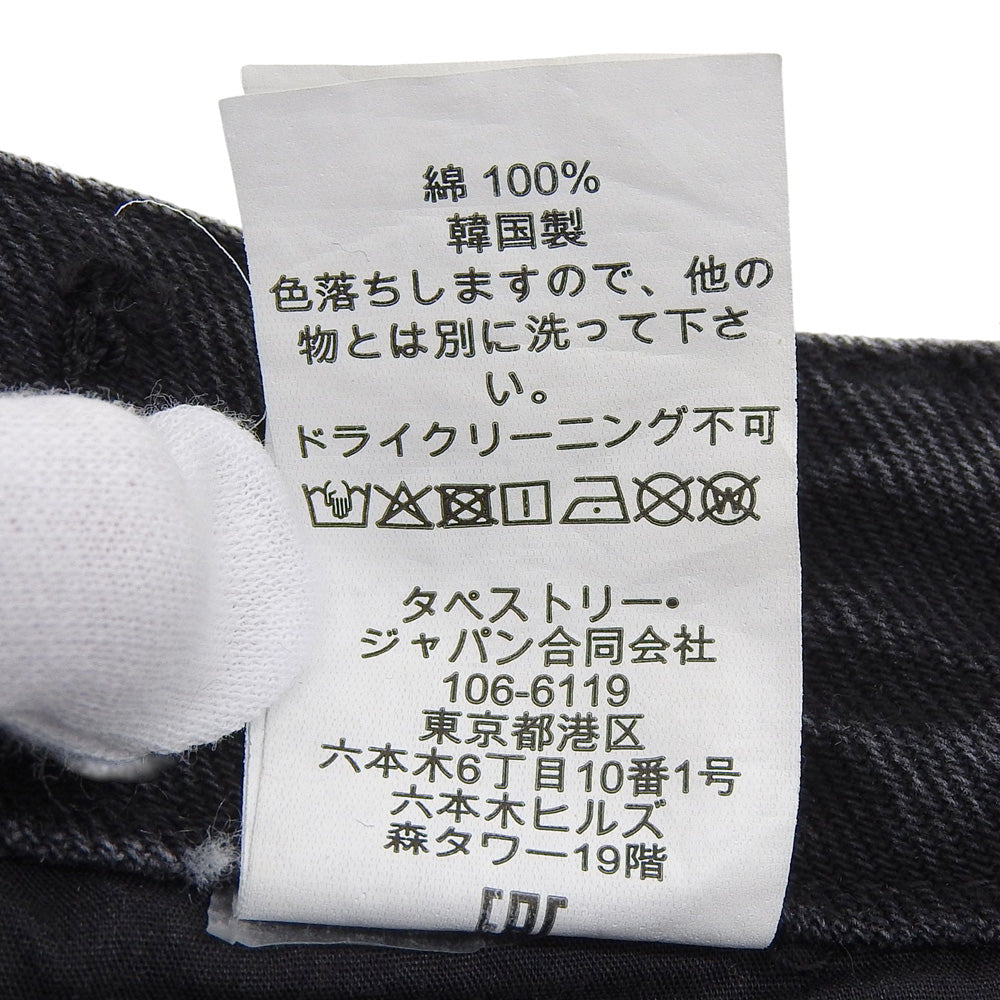 綿 100%
韓国製
色落ちしますので、他の
物とは別に洗って下さ
い。
ドライクリーニング不可
タペストリー・
ジャパン合同会社
106-6119
東京都港区
六本木6丁目10番1号
六本木ヒルズ
森タワー19階